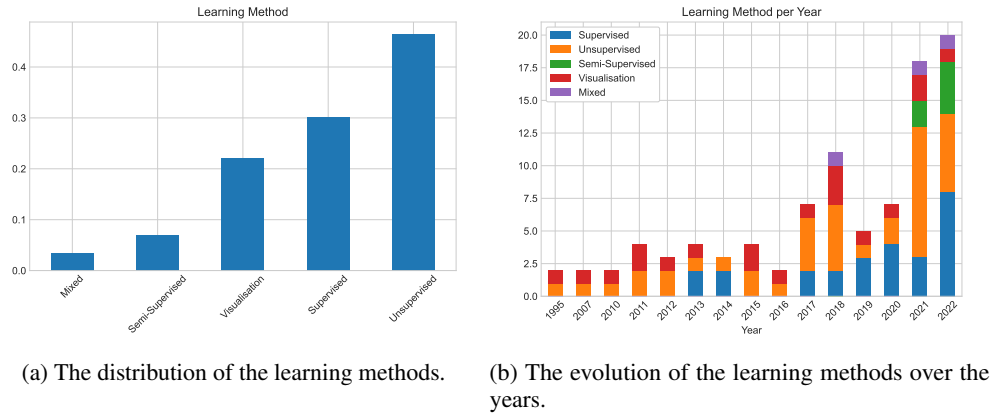 Learning Method
0.4
0.3
0.2
0.1
0.0
Mixed
Semi-Supervised
Visualisation
Supervised
Unsupervised
(a) The distribution of the learning methods.
Learning Method per Year
Supervised
Unsupervised
Semi-Supervised
Visualisation
Mixed
20.0
17.5
15.0
12.5
10.0
7.5
5.0
2.5
0.0
1995
2007
2010
2011
2012
2013
2014
2015
2016
2017
2018
2019
2020
2021
2022
Year
(b) The evolution of the learning methods over the
years.